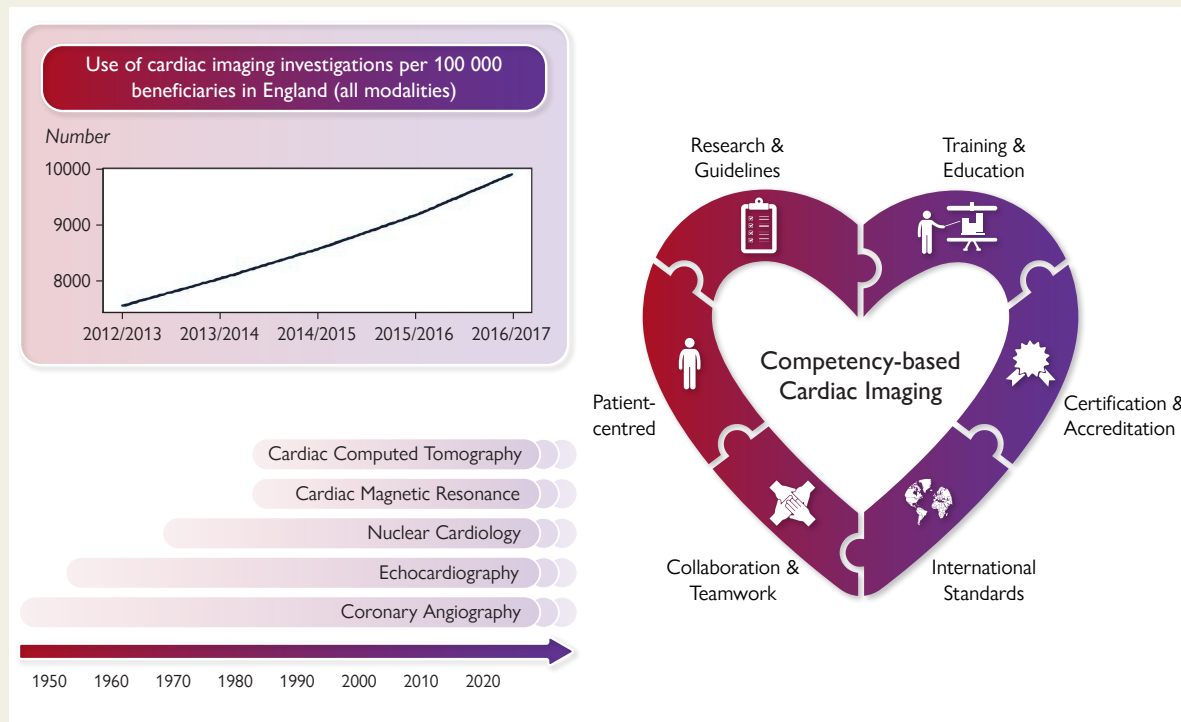 Use of cardiac imaging investigations per 100 000
beneficiaries in England (all modalities)
Number
10000
9000
8000
2012/2013 2013/2014 2014/2015 2015/2016 2016/2017
Cardiac Computed Tomography
Cardiac Magnetic Resonance
Nuclear Cardiology
Echocardiography
Coronary Angiography
1950 1960 1970 1980 1990 2000 2010 2020
Research &
Guidelines
Training &
Education
Competency-based
Cardiac Imaging
Patient-
centred
Certification &
Accreditation
Collaboration &
Teamwork
International
Standards